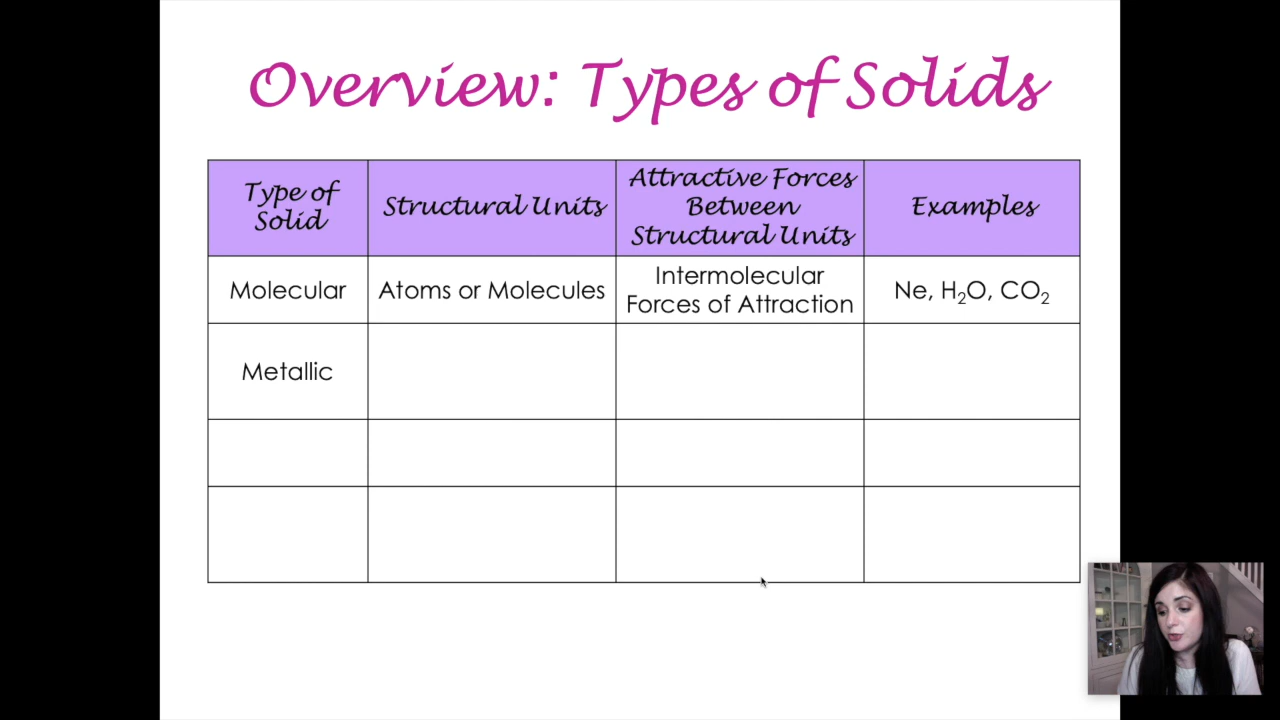 Overview: Types of Solids
Type of
Solid
Structural Units
Attractive Forces
Between
Structural Units
Examples
Molecular
Atoms or Molecules
Intermolecular
Forces of Attraction
Ne, H₂O, CO₂
Metallic